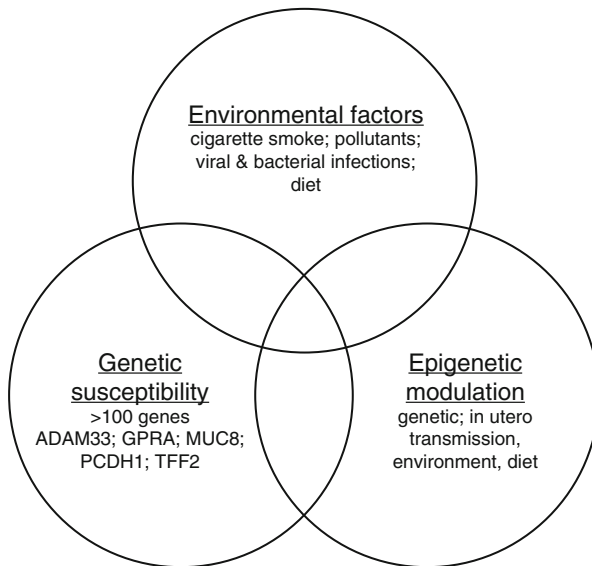 Environmental factors
cigarette smoke; pollutants;
viral & bacterial infections;
diet
Genetic
susceptibility
>100 genes
ADAM33; GPRA; MUC8;
PCDH1; TFF2
Epigenetic
modulation
genetic; in utero
transmission,
environment, diet